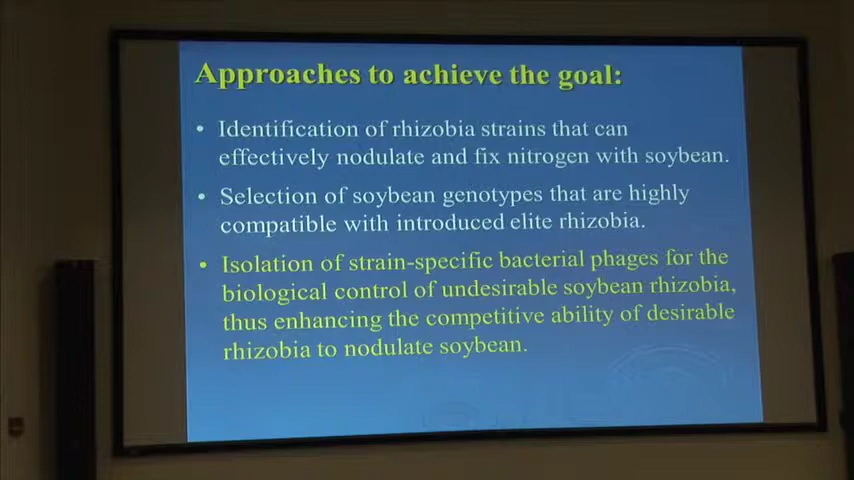 Approaches to achieve the goal:
• Identification of rhizobia strains that can
effectively nodulate and fix nitrogen with soybean.
• Selection of soybean genotypes that are highly
compatible with introduced elite rhizobia.
• Isolation of strain-specific bacterial phages for the
biological control of undesirable soybean rhizobia,
thus enhancing the competitive ability of desirable
rhizobia to nodulate soybean.